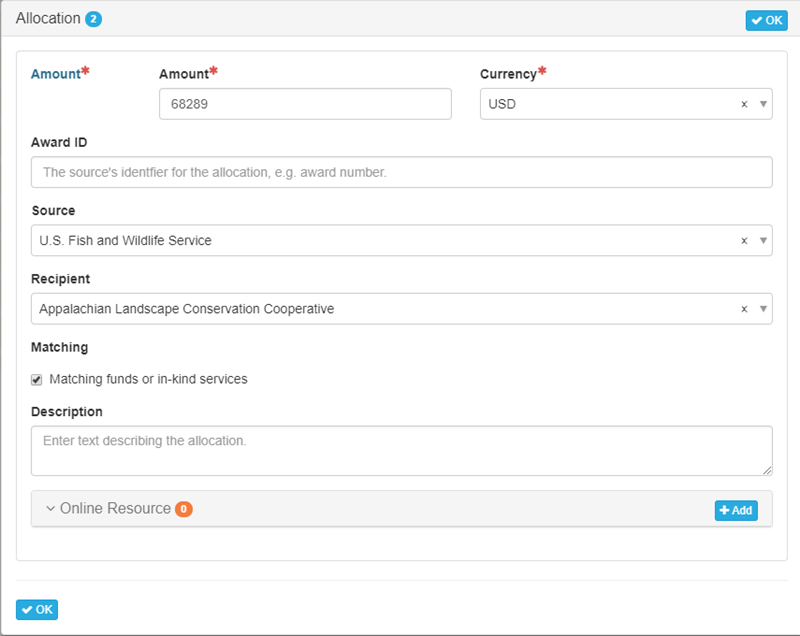 Allocation 2
OK
Amount* Amount* Currency*
68289 USD x
Award ID
The source's identfier for the allocation, e.g. award number.
Source
U.S. Fish and Wildlife Service x
Recipient
Appalachian Landscape Conservation Cooperative x
Matching
Matching funds or in-kind services
Description
Enter text describing the allocation.
Online Resource 0
Add
OK